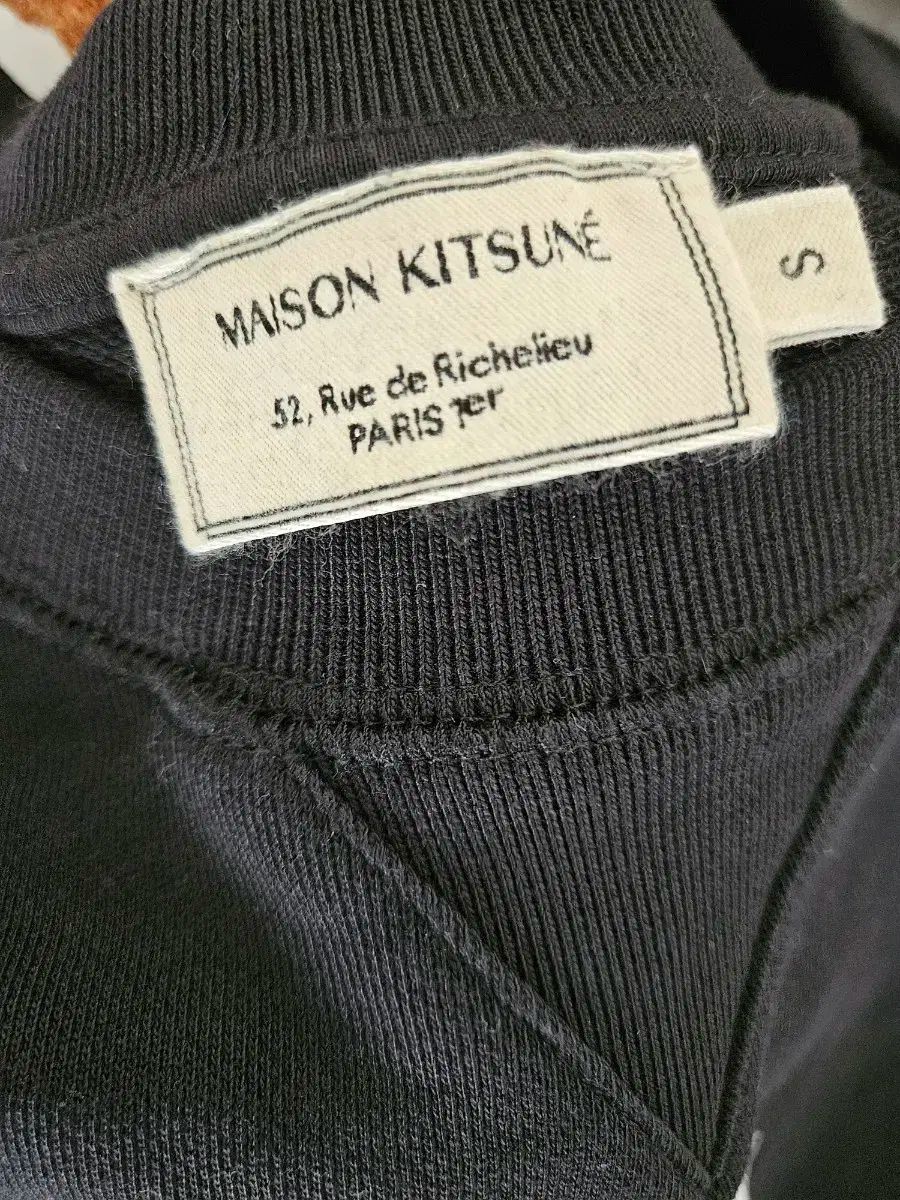 MAISON KITSUNÉ
52, Rue de Richelieu
PARIS 1er
S